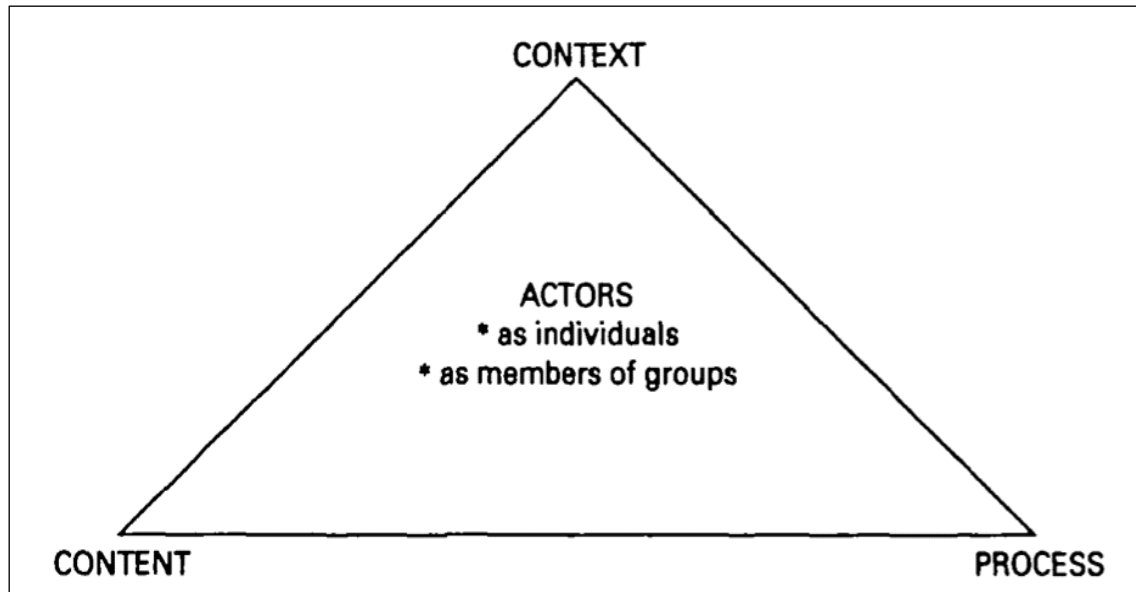 CONTEXT
ACTORS
* as individuals
* as members of groups
CONTENT
PROCESS